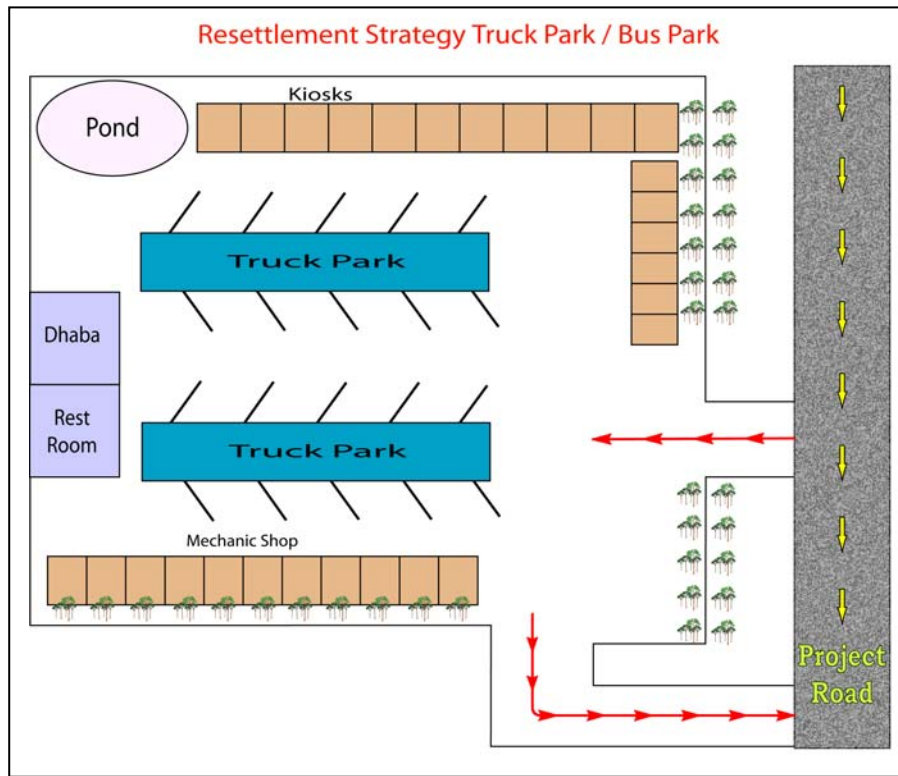 Resettlement Strategy Truck Park / Bus Park
Kiosks
Pond
Truck Park
Dhaba
Rest
Room
Truck Park
Mechanic Shop
Project
Road